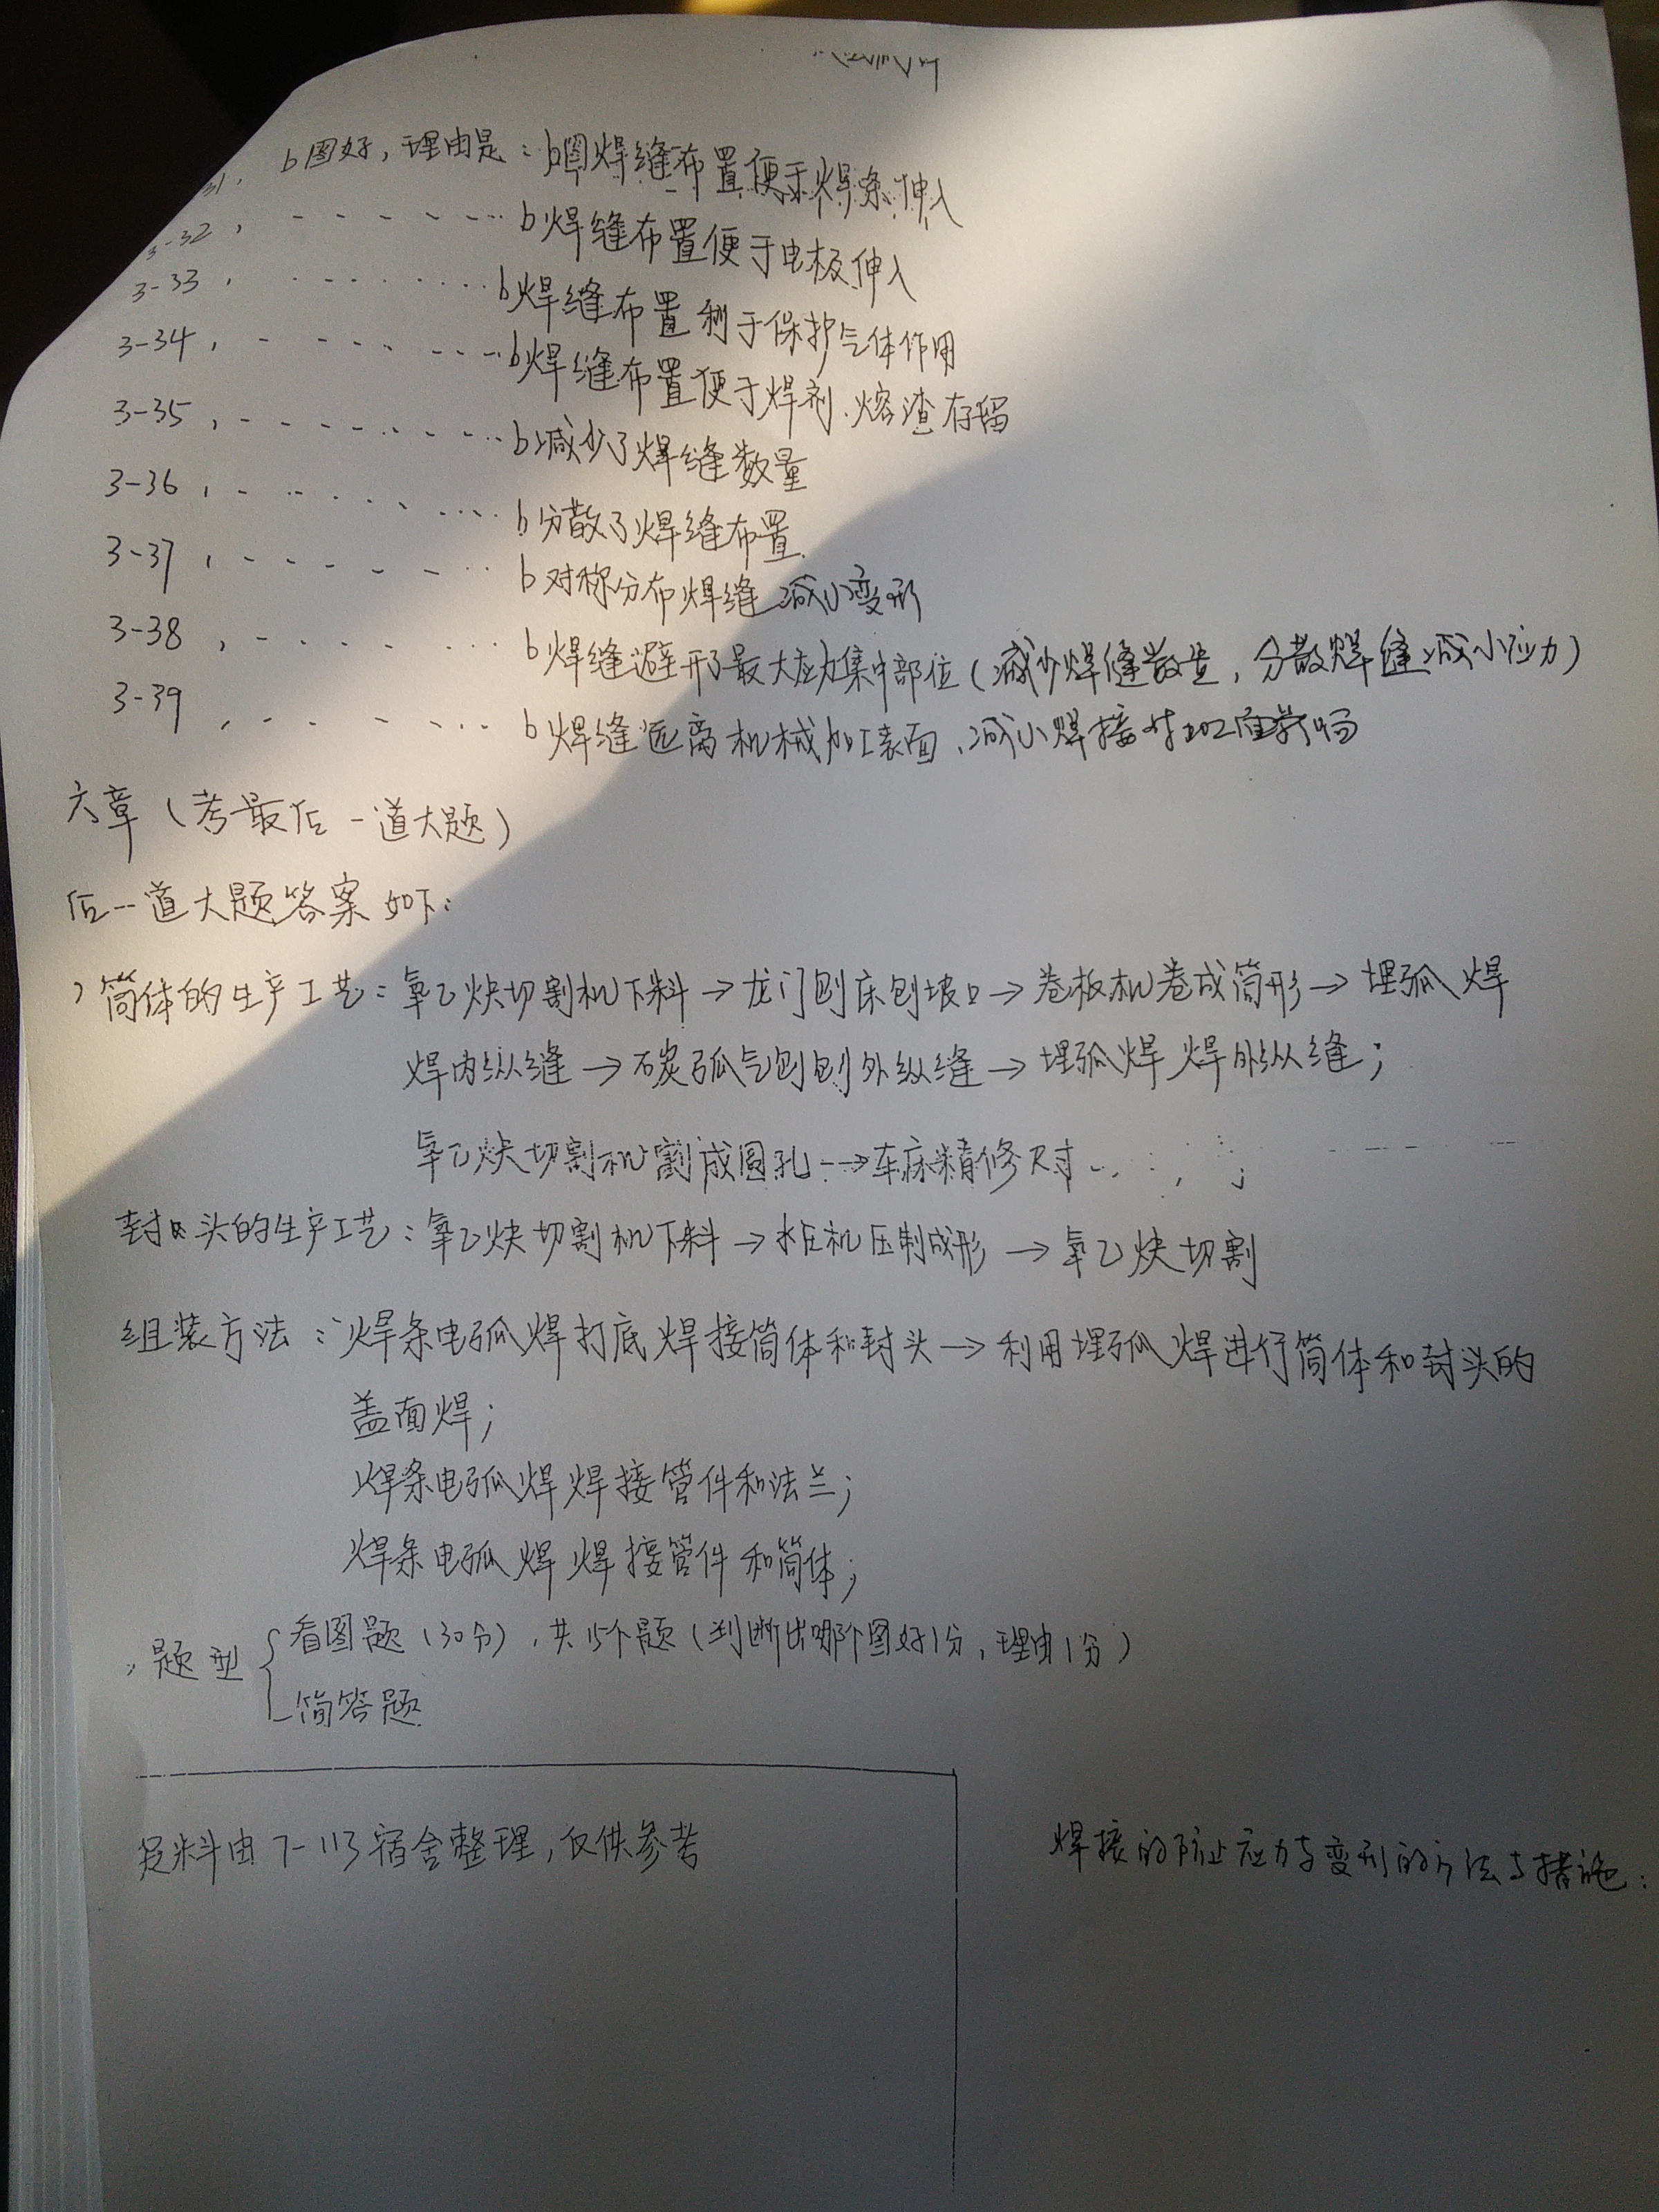 31, b图好,理由是:b图焊缝布置便于焊条伸入
3-32, - - - - - - b焊缝布置便于电极伸入
3-33, - - - - - - b焊缝布置利于保护气体作用
3-34, - - - - - - b焊缝布置便于焊剂、熔渣存留
3-35, - - - - - - b减少了焊缝数量
3-36, - - - - - - b分散了焊缝布置
3-37, - - - - - - b对称分布焊缝减小变形
3-38, - - - - - - b焊缝避开了最大应力集中部位(减少焊缝数量,分散焊缝减小应力)
3-39, - - - - - - b焊缝远离机械加工表面,减小焊接对加工面影响
六章(考最后一道大题)
后一道大题答案如下:
)筒体的生产工艺:氧乙炔切割机下料→龙门刨床刨坡口→卷板机卷成筒形→埋弧焊
焊内纵缝→碳弧气刨刨外纵缝→埋弧焊焊外纵缝;
氧乙炔切割机割成圆孔→车床精修尺寸 ;
封头的生产工艺:氧乙炔切割机下料→水压机压制成形→氧乙炔切割
组装方法:焊条电弧焊打底焊接筒体和封头→利用埋弧焊进行筒体和封头的
盖面焊;
焊条电弧焊焊接管件和法兰;
焊条电弧焊焊接管件和筒体;
、题型{看图题(30分),共15个题(判断出哪个图好1分,理由1分)
简答题
资料由7-113宿舍整理,仅供参考
焊接的防止应力与变形的方法与措施: